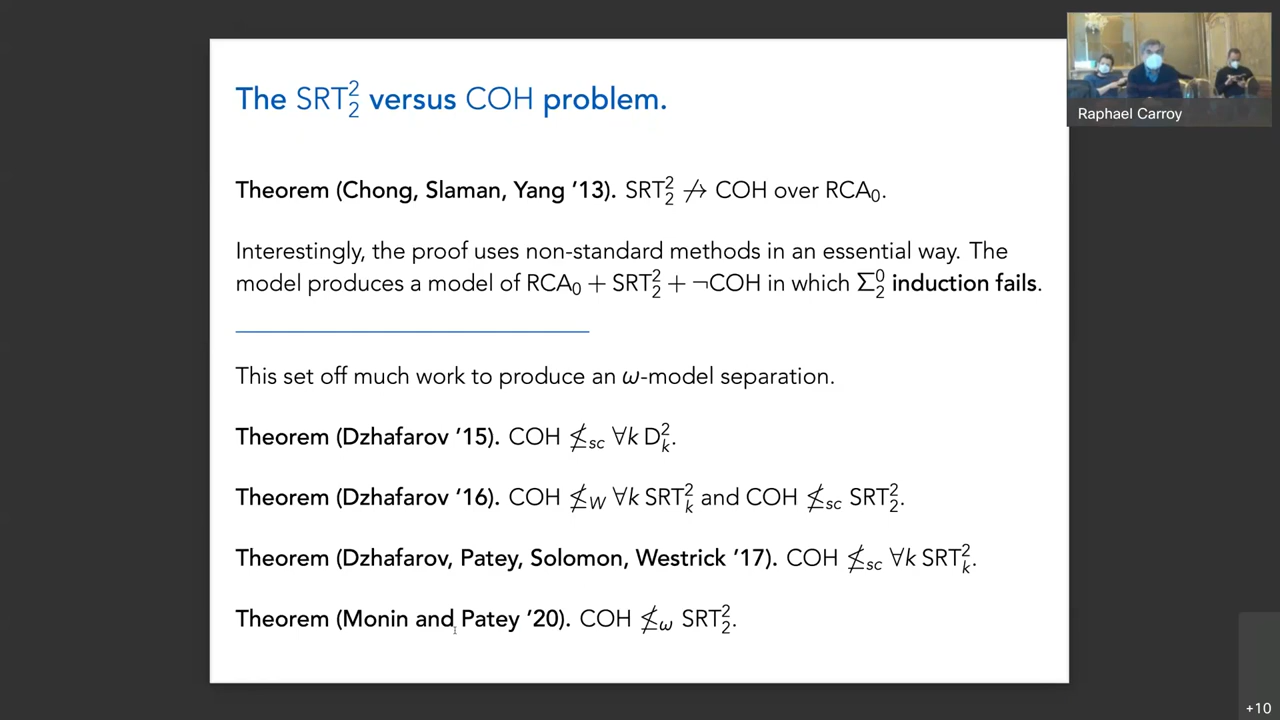 The SRT²₂ versus COH problem.
Raphael Carroy
Theorem (Chong, Slaman, Yang ’13). SRT²₂ ↛ COH over RCA₀.
Interestingly, the proof uses non-standard methods in an essential way. The
model produces a model of RCA₀ + SRT²₂ + ¬COH in which Σ⁰₂ induction fails.
This set off much work to produce an ω-model separation.
Theorem (Dzhafarov ’15). COH ≰sc ∀k D²ₖ.
Theorem (Dzhafarov ’16). COH ≰W ∀k SRT²ₖ and COH ≰sc SRT²₂.
Theorem (Dzhafarov, Patey, Solomon, Westrick ’17). COH ≰sc ∀k SRT²ₖ.
Theorem (Monin and Patey ’20). COH ≰ω SRT²₂.
+10